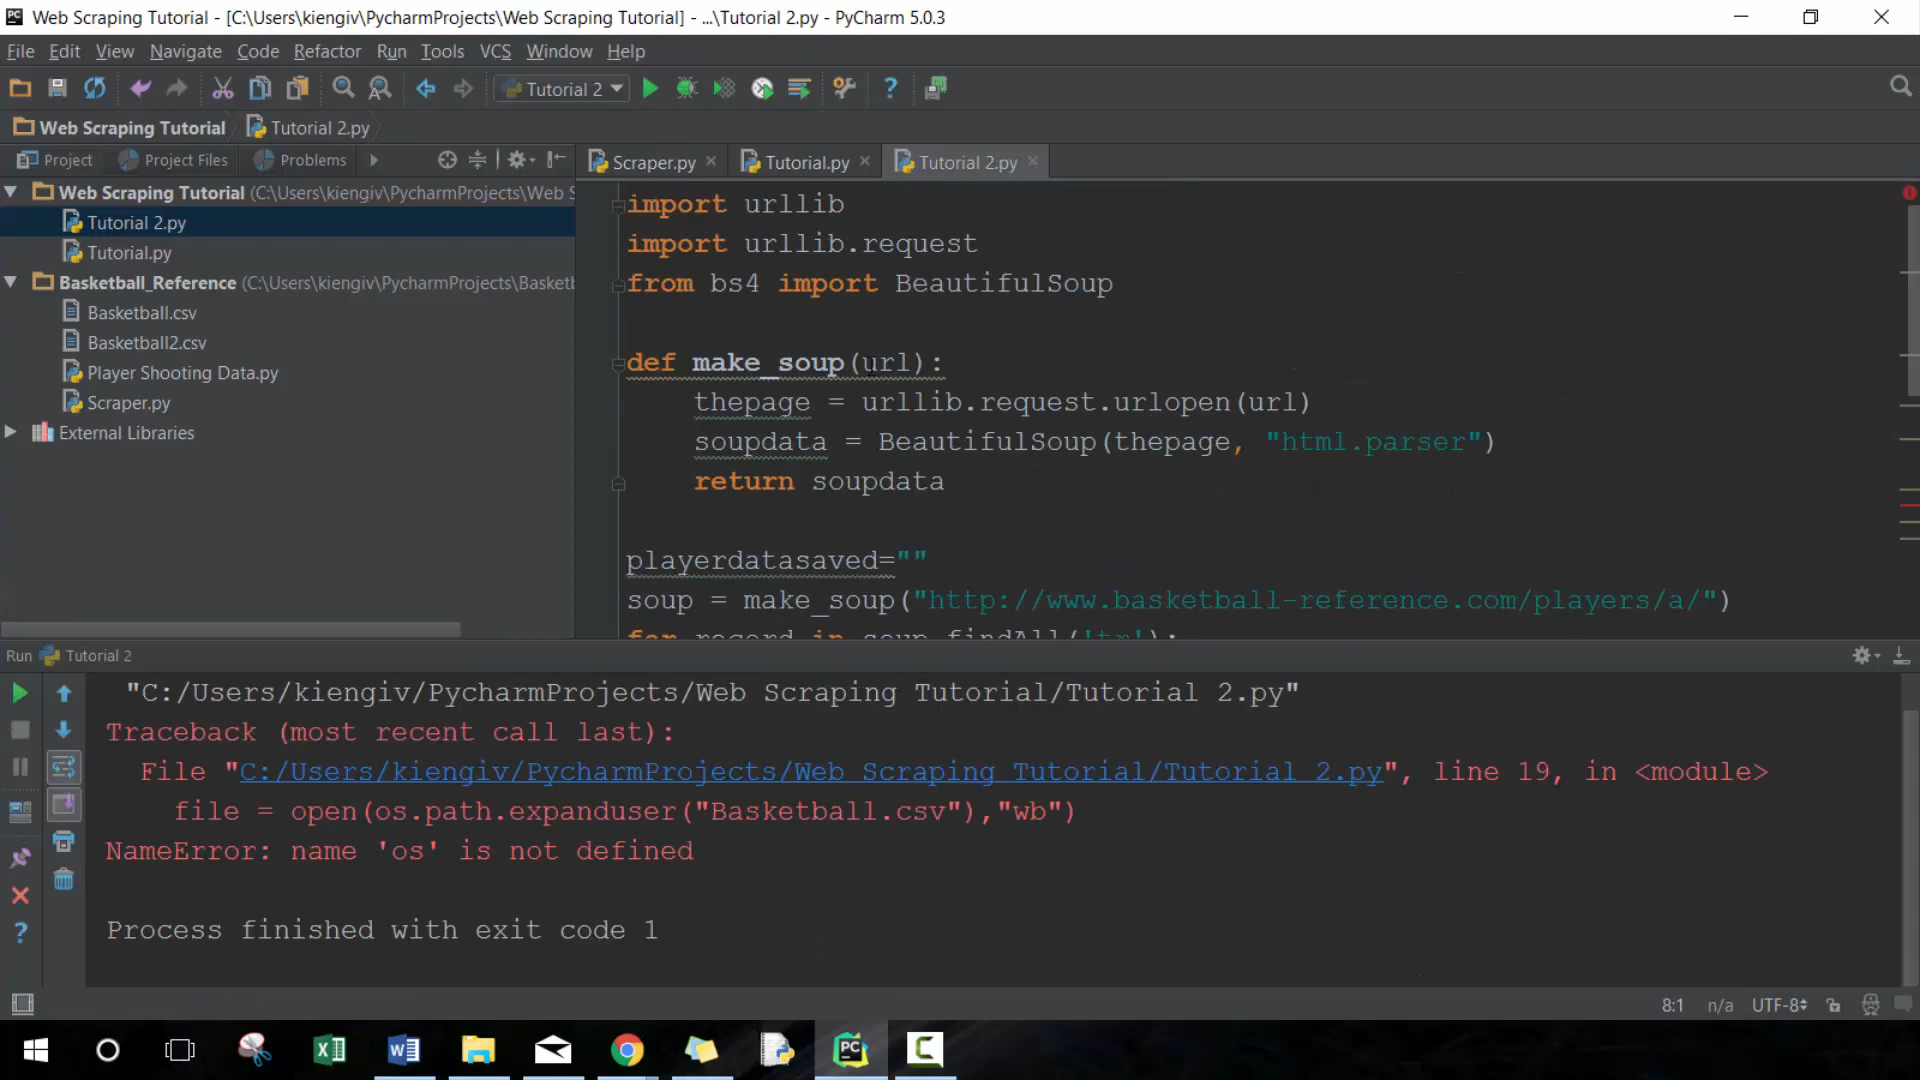 Web Scraping Tutorial - [C:\Users\kiengiv\PycharmProjects\Web Scraping Tutorial] - ...\Tutorial 2.py - PyCharm 5.0.3
File Edit View Navigate Code Refactor Run Tools VCS Window Help
Tutorial 2
Web Scraping Tutorial Tutorial 2.py
Project Project Files Problems
Scraper.py Tutorial.py Tutorial 2.py
Web Scraping Tutorial (C:\Users\kiengiv\PycharmProjects\Web S
Tutorial 2.py
Tutorial.py
Basketball_Reference (C:\Users\kiengiv\PycharmProjects\Basketb
Basketball.csv
Basketball2.csv
Player Shooting Data.py
Scraper.py
External Libraries
import urllib
import urllib.request
from bs4 import BeautifulSoup
def make_soup(url):
thepage = urllib.request.urlopen(url)
soupdata = BeautifulSoup(thepage, "html.parser")
return soupdata
playerdatasaved=""
soup = make_soup("http://www.basketball-reference.com/players/a/")
for record in soup.findAll('tr'):
Run Tutorial 2
"C:/Users/kiengiv/PycharmProjects/Web Scraping Tutorial/Tutorial 2.py"
Traceback (most recent call last):
File "C:/Users/kiengiv/PycharmProjects/Web Scraping Tutorial/Tutorial 2.py", line 19, in <module>
file = open(os.path.expanduser("Basketball.csv"),"wb")
NameError: name 'os' is not defined
Process finished with exit code 1
8:1 n/a UTF-8